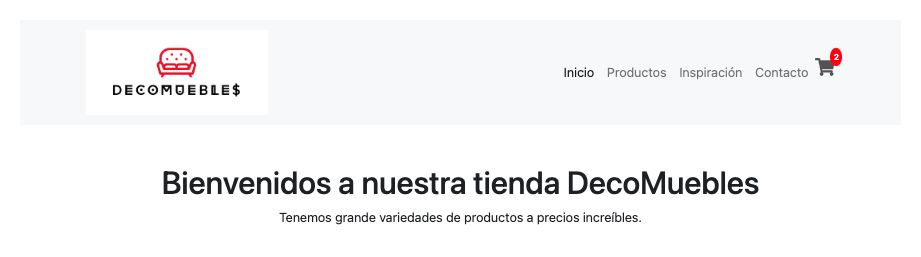 DECOMUEBLE$
Inicio Productos Inspiración Contacto 2
Bienvenidos a nuestra tienda DecoMuebles
Tenemos grande variedades de productos a precios increíbles.